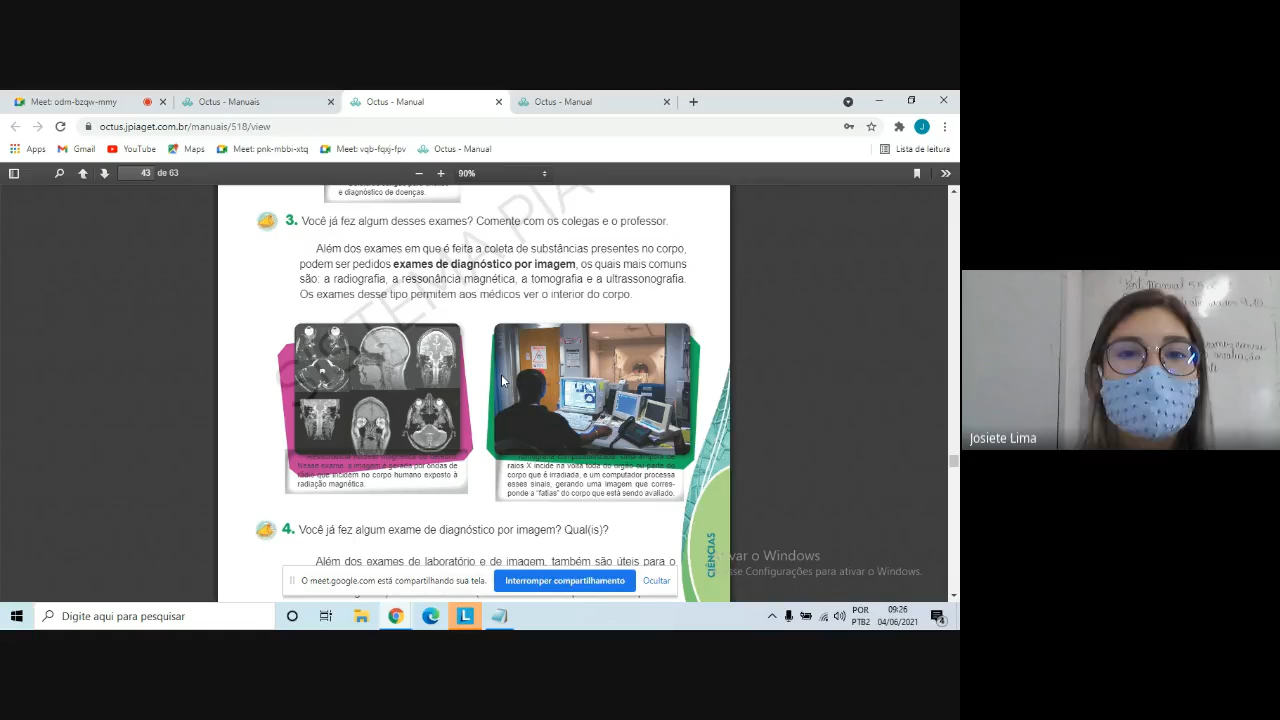 Meet: odm-bzqw-mmy
Octus - Manuais
Octus - Manual
Octus - Manual
octus.jpiaget.com.br/manuais/518/view
Apps
Gmail
YouTube
Maps
Meet: pnk-mbbi-xtq
Meet: vqb-fqxj-fpv
Octus - Manual
Lista de leitura
43 de 63
90%
e diagnóstico de doenças.
3. Você já fez algum desses exames? Comente com os colegas e o professor.
Além dos exames em que é feita a coleta de substâncias presentes no corpo,
podem ser pedidos exames de diagnóstico por imagem, os quais mais comuns
são: a radiografia, a ressonância magnética, a tomografia e a ultrassonografia.
Os exames desse tipo permitem aos médicos ver o interior do corpo.
Nesse exame, a imagem é gerada por ondas de
rádio que incidem no corpo humano exposto à
radiação magnética.
raios X incide na volta toda do órgão ou parte do
corpo que é irradiada, e um computador processa
esses sinais, gerando uma imagem que corres-
ponde a "fatias" do corpo que está sendo avaliado.
4. Você já fez algum exame de diagnóstico por imagem? Qual(is)?
Além dos exames de laboratório e de imagem, também são úteis para o
CIÊNCIAS
var o Windows
sse Configurações para ativar o Windows.
O meet.google.com está compartilhando sua tela.
Interromper compartilhamento
Ocultar
Digite aqui para pesquisar
POR
PTB2
09:26
04/06/2021
4
Josiete Lima